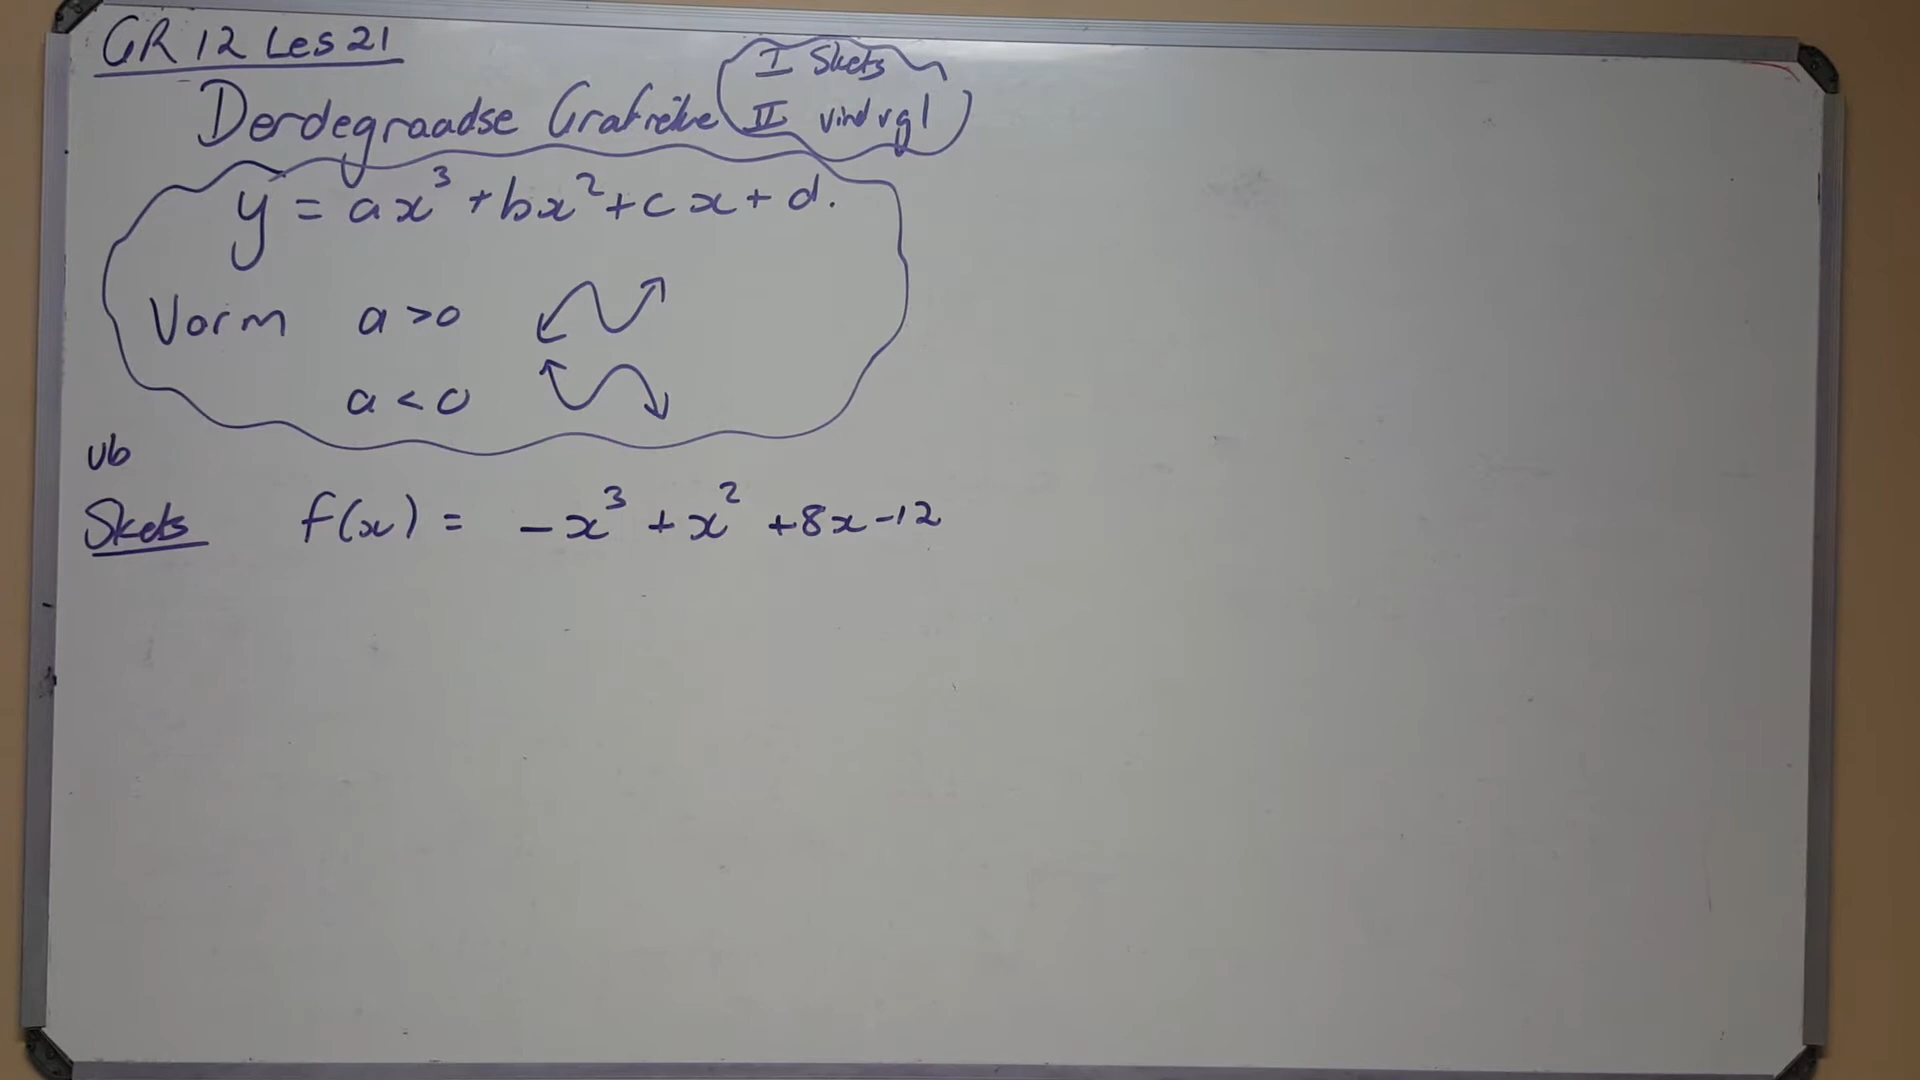 GR 12 Les 21
Derdegraadse Grafieke
I Skets
II vind vgl
y = ax³ + bx² + cx + d.
Vorm a > 0
a < 0
vb
Skets f(x) = -x³ + x² + 8x - 12